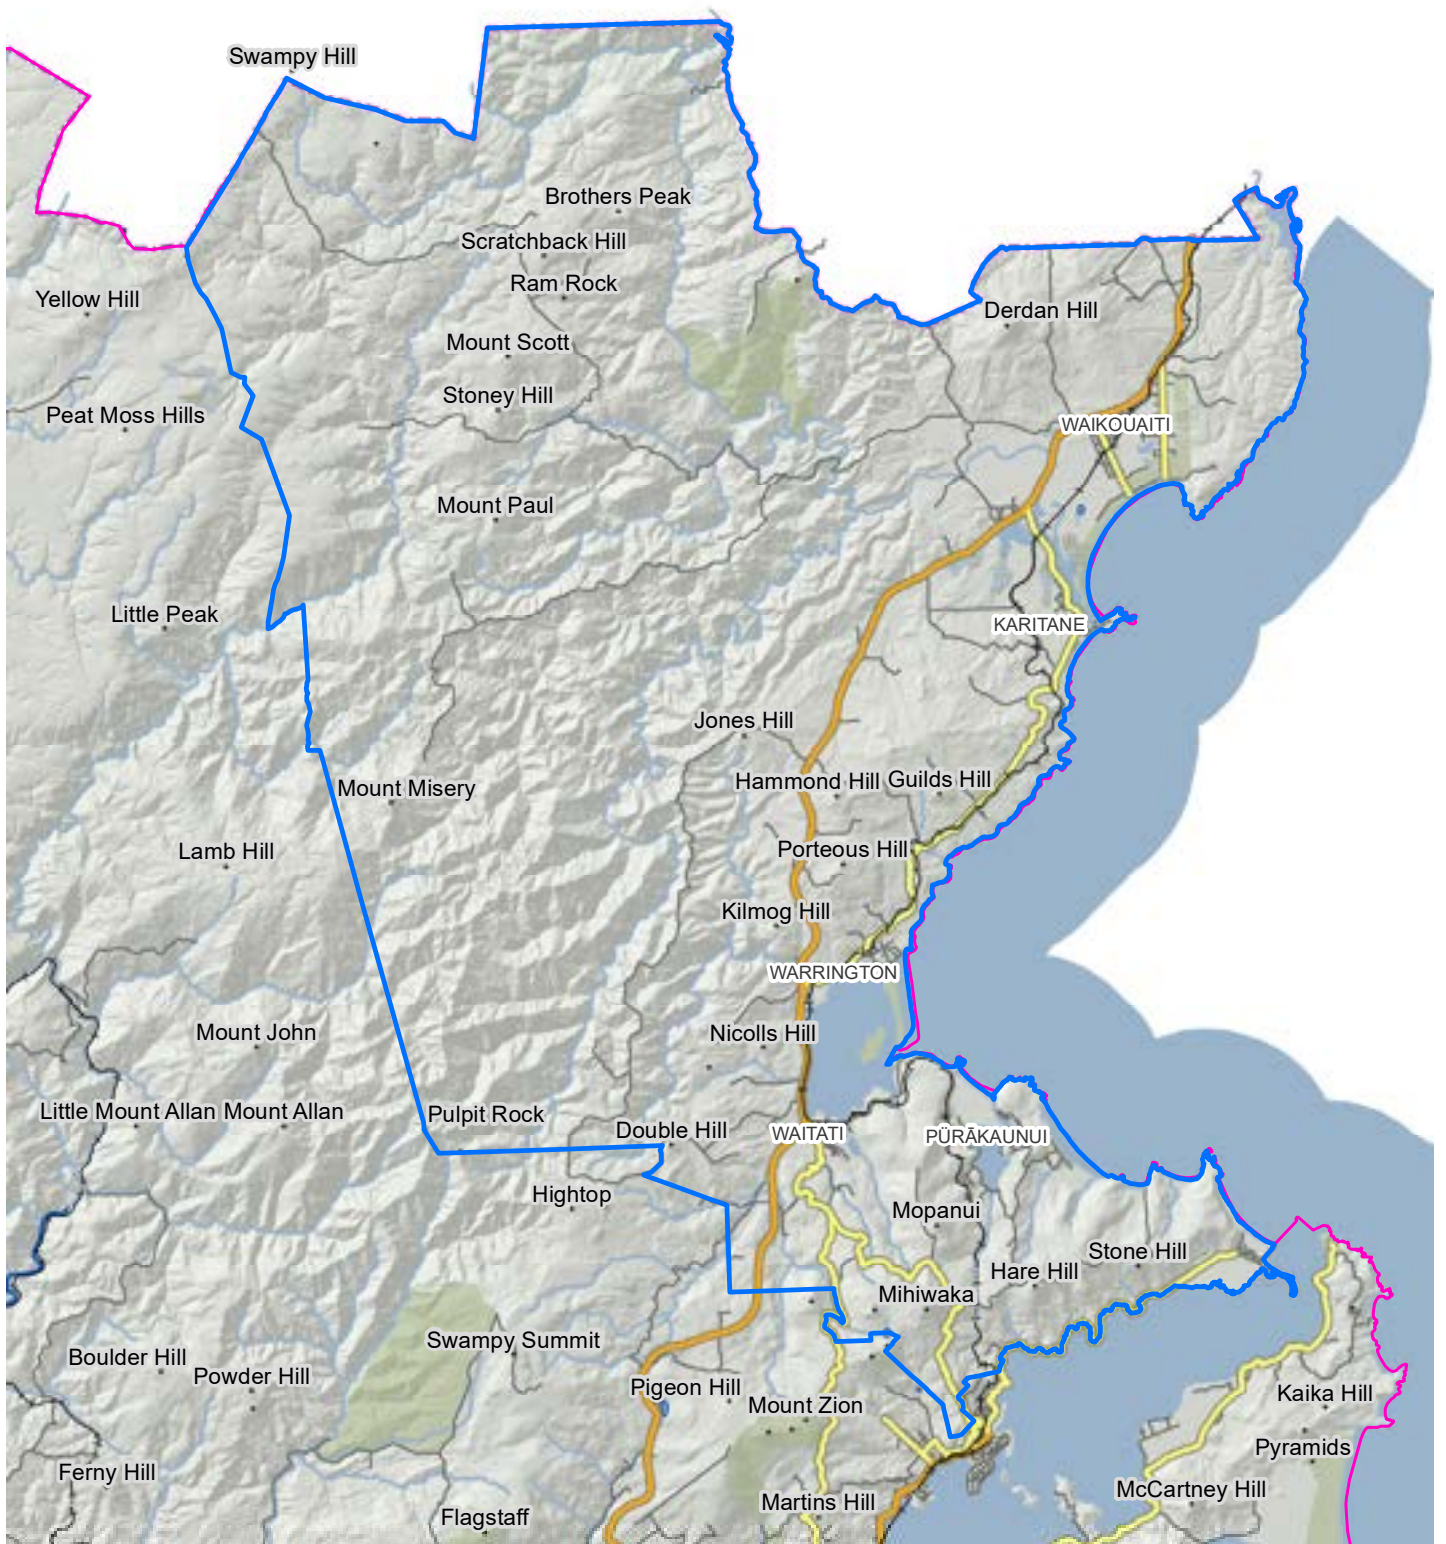 Swampy Hill
Brothers Peak
Scratchback Hill
Ram Rock
Yellow Hill
Derdan Hill
Mount Scott
Stoney Hill
Peat Moss Hills
WAIKOUAITI
Mount Paul
Little Peak
KARITANE
Jones Hill
Hammond Hill
Guilds Hill
Mount Misery
Lamb Hill
Porteous Hill
Kilmog Hill
WARRINGTON
Mount John
Nicolls Hill
Little Mount Allan
Mount Allan
Pulpit Rock
Double Hill
WAITATI
PŪRĀKAUNUI
Hightop
Mopanui
Stone Hill
Hare Hill
Mihiwaka
Swampy Summit
Boulder Hill
Powder Hill
Pigeon Hill
Mount Zion
Kaika Hill
Pyramids
Ferny Hill
McCartney Hill
Martins Hill
Flagstaff